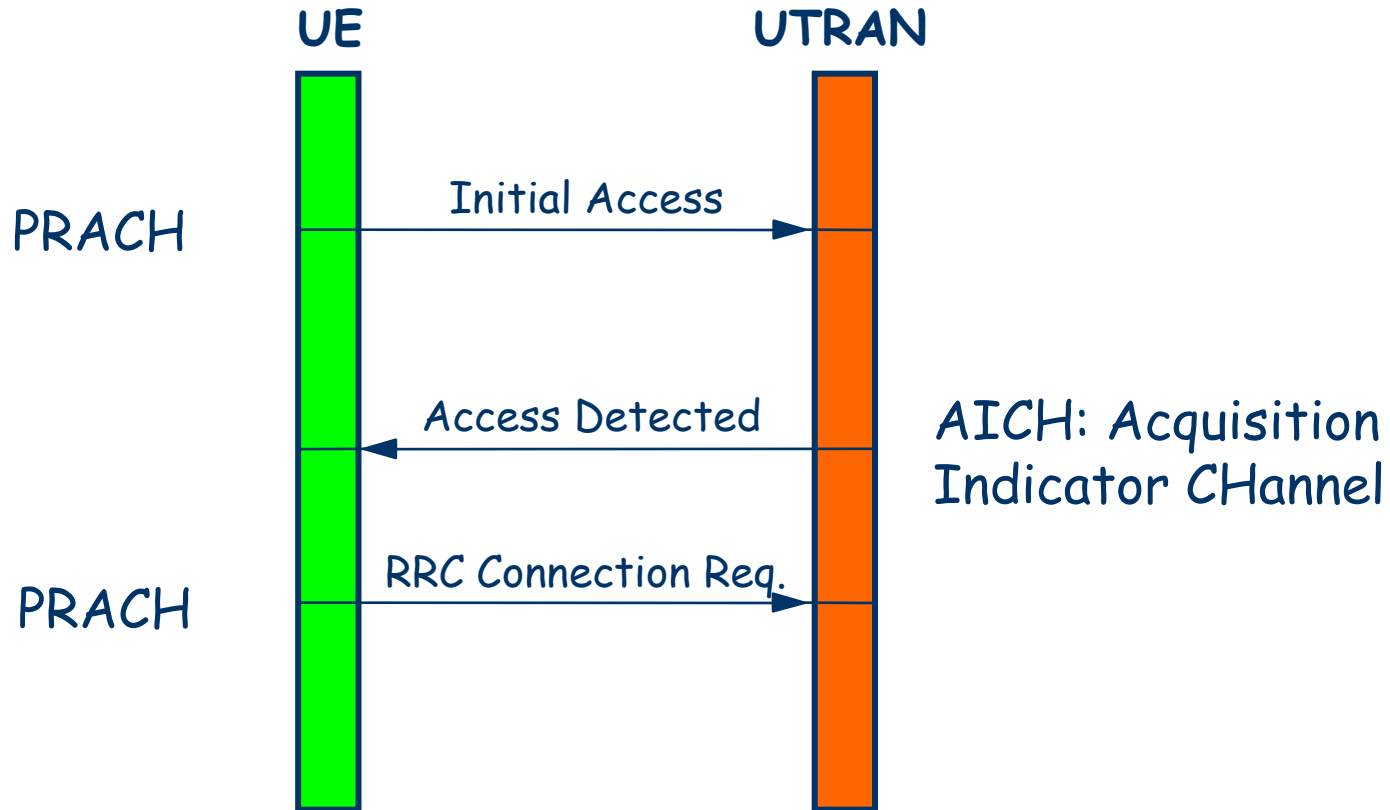 UE
UTRAN
Initial Access
PRACH
Access Detected
AICH: Acquisition
Indicator CHannel
RRC Connection Req.
PRACH